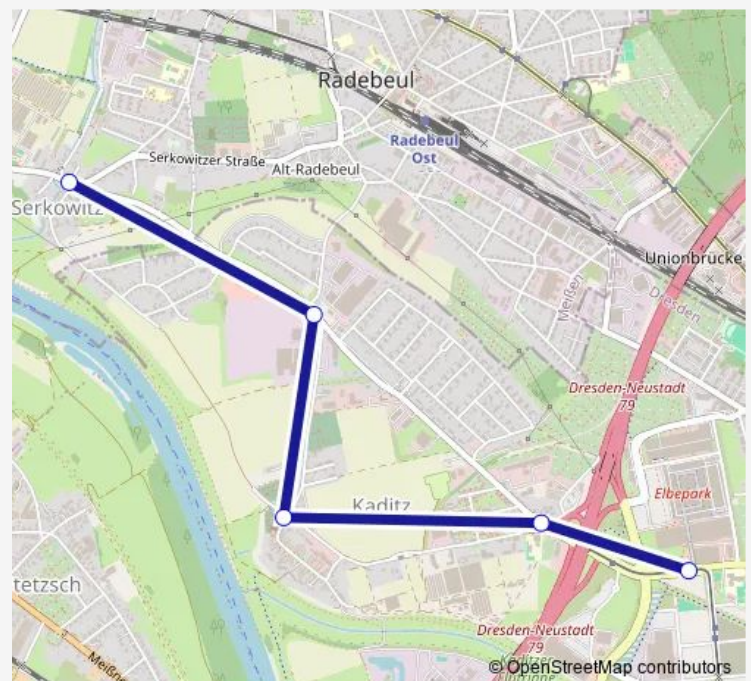 Radebeul
Radebeul
Ost
Serkowitzer Straße
Alt-Radebeul
Serkowitz
Unionbrücke
Meißen
Dresden
Dresden-Neustadt
79
Elbepark
Kaditz
tetzsch
Dresden-Neustadt
79
Meißne
© OpenStreetMap contributors